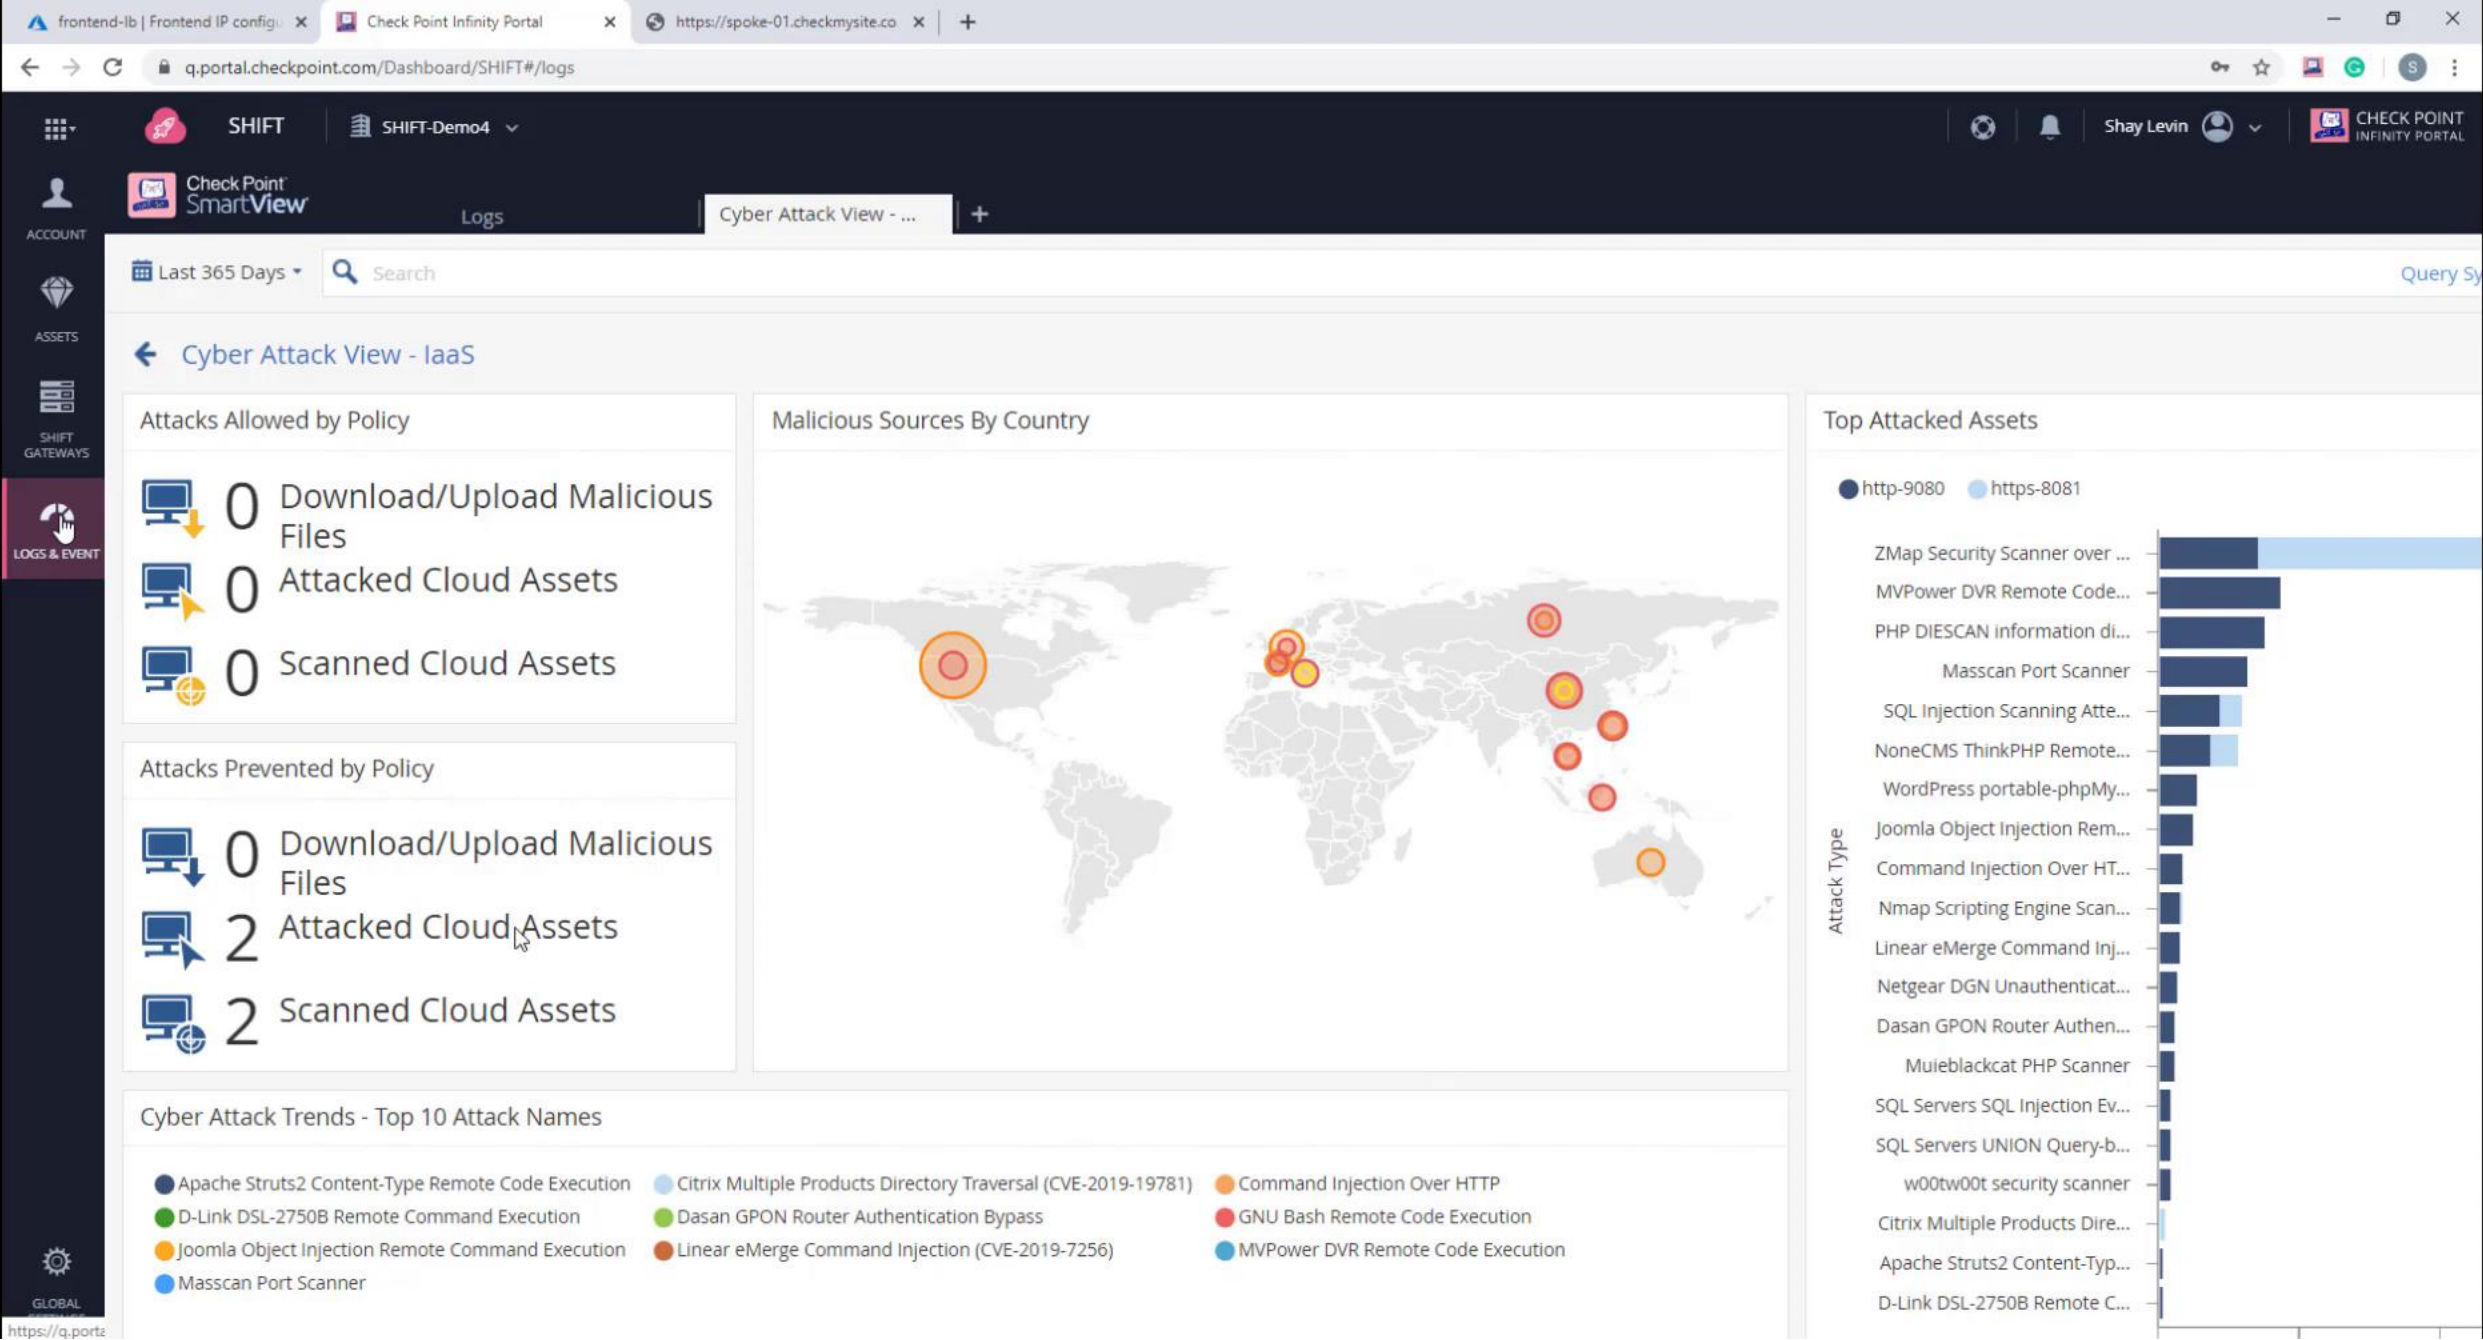 frontend-lb | Frontend IP configu
Check Point Infinity Portal
https://spoke-01.checkmysite.co
q.portal.checkpoint.com/Dashboard/SHIFT#/logs
S
SHIFT
SHIFT-Demo4
Shay Levin
CHECK POINT
INFINITY PORTAL
ACCOUNT
ASSETS
SHIFT
GATEWAYS
LOGS & EVENT
GLOBAL
https://q.porta
Check Point
SmartView
Logs
Cyber Attack View - ...
Last 365 Days
Search
Query Sy
Cyber Attack View - IaaS
Attacks Allowed by Policy
0 Download/Upload Malicious
Files
0 Attacked Cloud Assets
0 Scanned Cloud Assets
Attacks Prevented by Policy
0 Download/Upload Malicious
Files
2 Attacked Cloud Assets
2 Scanned Cloud Assets
Malicious Sources By Country
Top Attacked Assets
http-9080 https-8081
Attack Type
ZMap Security Scanner over ...
MVPower DVR Remote Code...
PHP DIESCAN information di...
Masscan Port Scanner
SQL Injection Scanning Atte...
NoneCMS ThinkPHP Remote...
WordPress portable-phpMy...
Joomla Object Injection Rem...
Command Injection Over HT...
Nmap Scripting Engine Scan...
Linear eMerge Command Inj...
Netgear DGN Unauthenticat...
Dasan GPON Router Authen...
Muieblackcat PHP Scanner
SQL Servers SQL Injection Ev...
SQL Servers UNION Query-b...
w00tw00t security scanner
Citrix Multiple Products Dire...
Apache Struts2 Content-Typ...
D-Link DSL-2750B Remote C...
Cyber Attack Trends - Top 10 Attack Names
Apache Struts2 Content-Type Remote Code Execution Citrix Multiple Products Directory Traversal (CVE-2019-19781) Command Injection Over HTTP
D-Link DSL-2750B Remote Command Execution Dasan GPON Router Authentication Bypass GNU Bash Remote Code Execution
Joomla Object Injection Remote Command Execution Linear eMerge Command Injection (CVE-2019-7256) MVPower DVR Remote Code Execution
Masscan Port Scanner